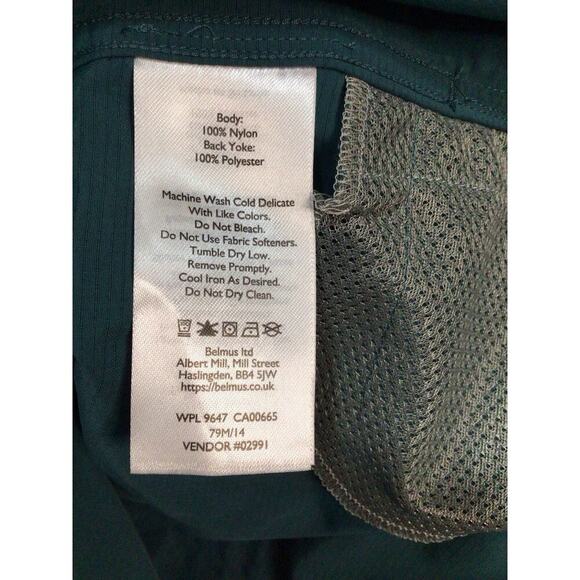 Body:
100% Nylon
Back Yoke:
100% Polyester
Machine Wash Cold Delicate
With Like Colors.
Do Not Bleach.
Do Not Use Fabric Softeners.
Tumble Dry Low.
Remove Promptly.
Cool Iron As Desired.
Do Not Dry Clean.
Belmus ltd
Albert Mill, Mill Street
Haslingden, BB4 5JW
https://belmus.co.uk
WPL 9647 CA00665
79M/14
VENDOR #02991